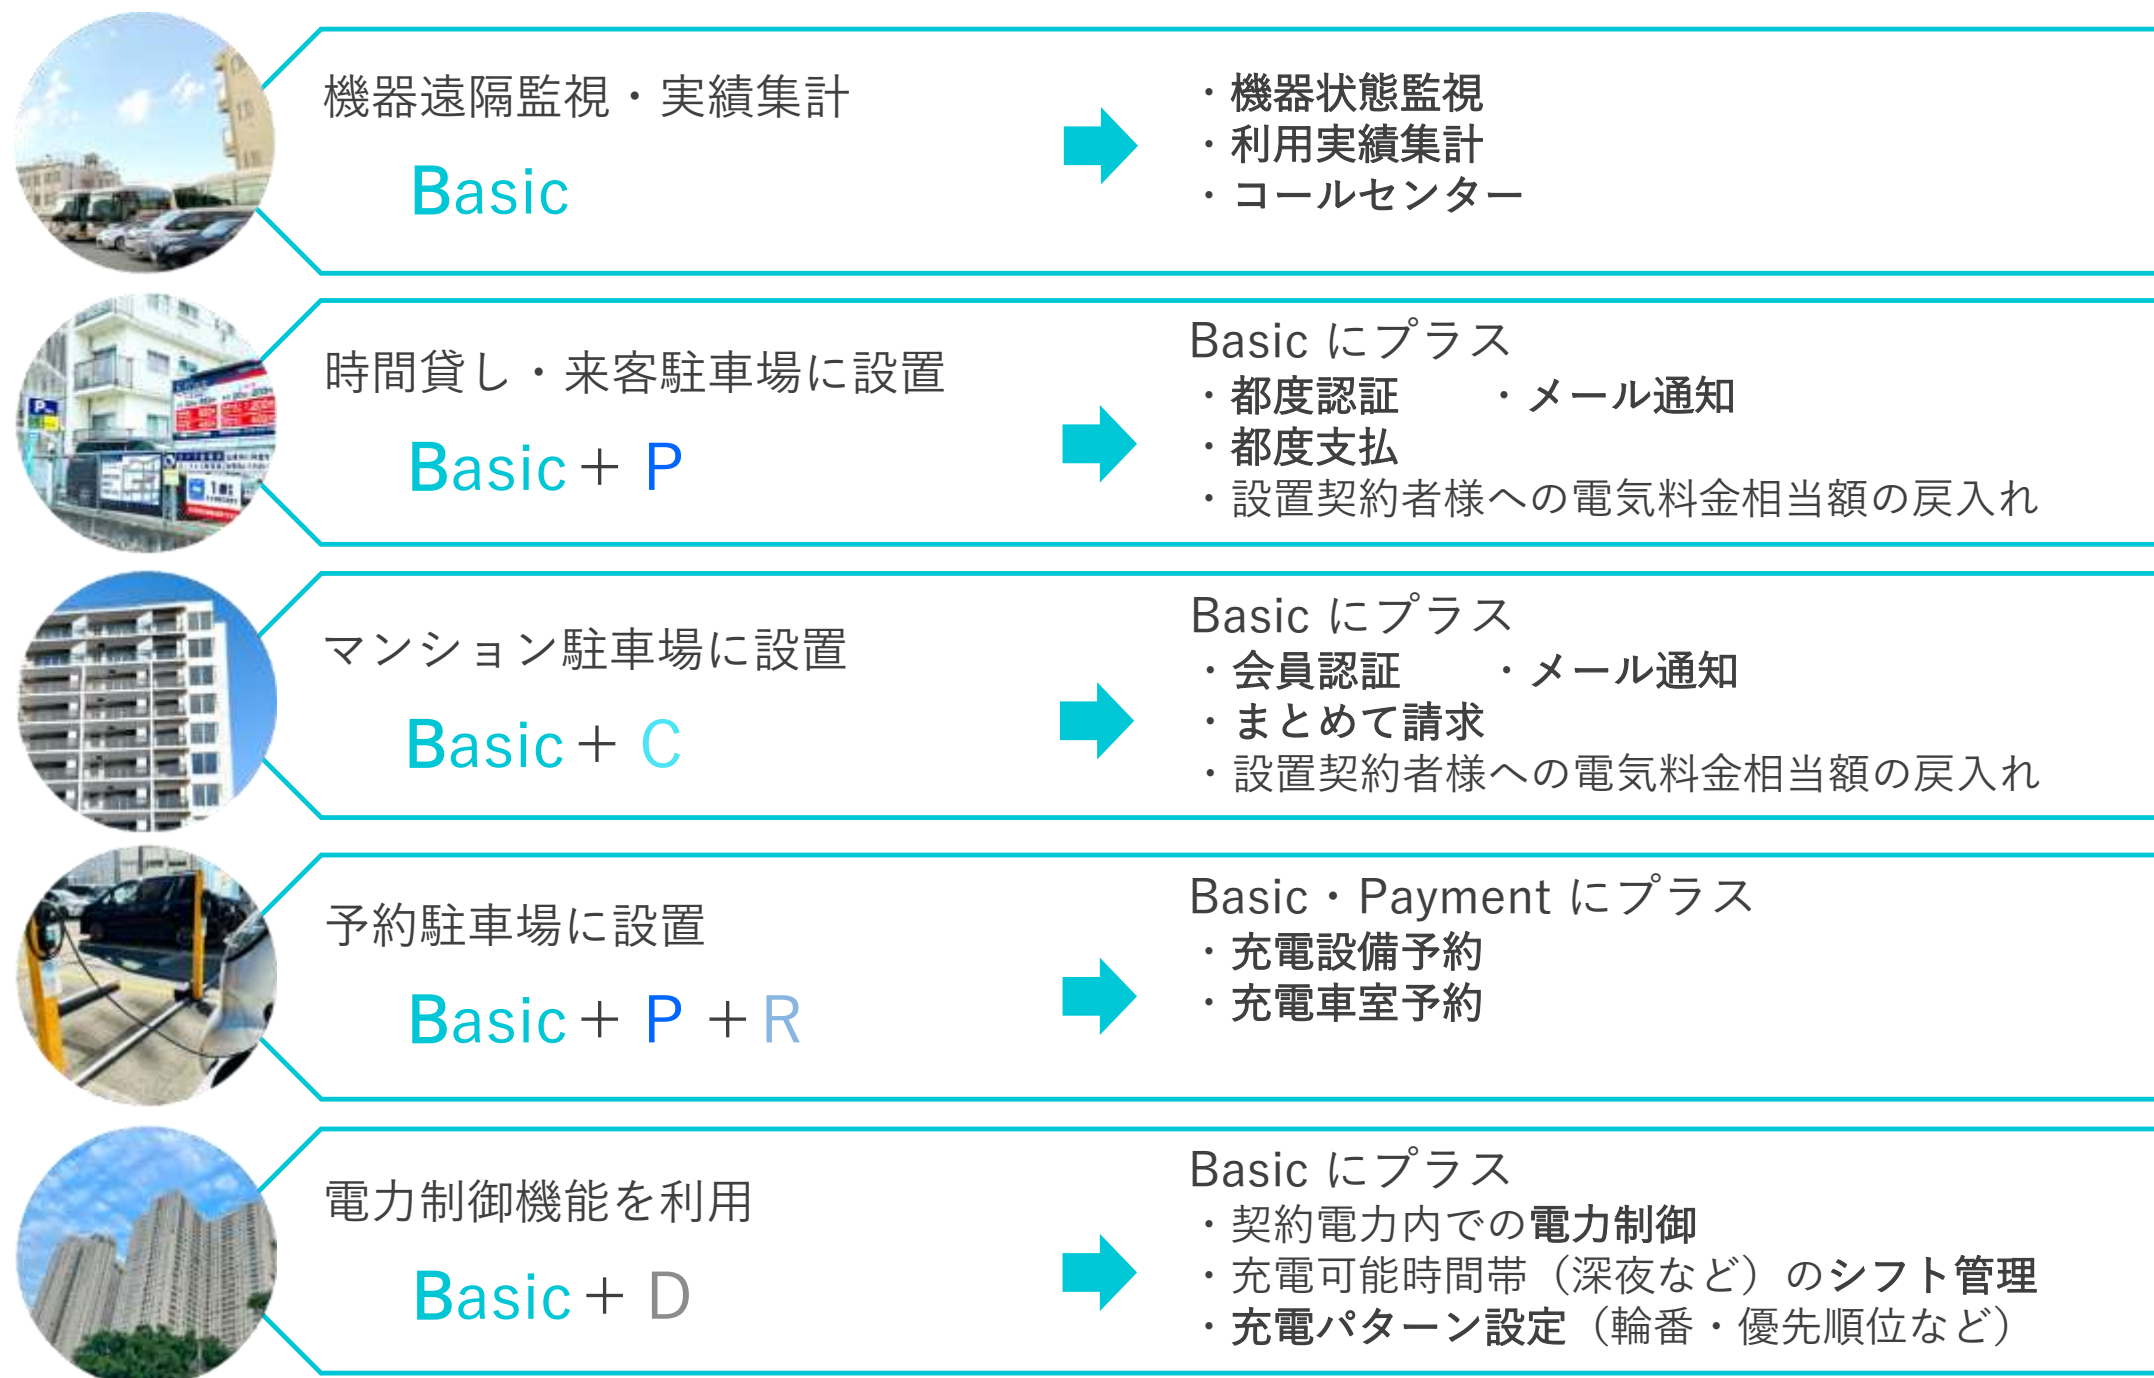 機器遠隔監視・実績集計
Basic
・機器状態監視
・利用実績集計
・コールセンター
時間貸し・来客駐車場に設置
Basic＋ P
Basic にプラス
・都度認証　　・メール通知
・都度支払
・設置契約者様への電気料金相当額の戻入れ
マンション駐車場に設置
Basic＋ C
Basic にプラス
・会員認証　　・メール通知
・まとめて請求
・設置契約者様への電気料金相当額の戻入れ
予約駐車場に設置
Basic＋ P ＋R
Basic・Payment にプラス
・充電設備予約
・充電車室予約
電力制御機能を利用
Basic＋ D
Basic にプラス
・契約電力内での電力制御
・充電可能時間帯（深夜など）のシフト管理
・充電パターン設定（輪番・優先順位など）